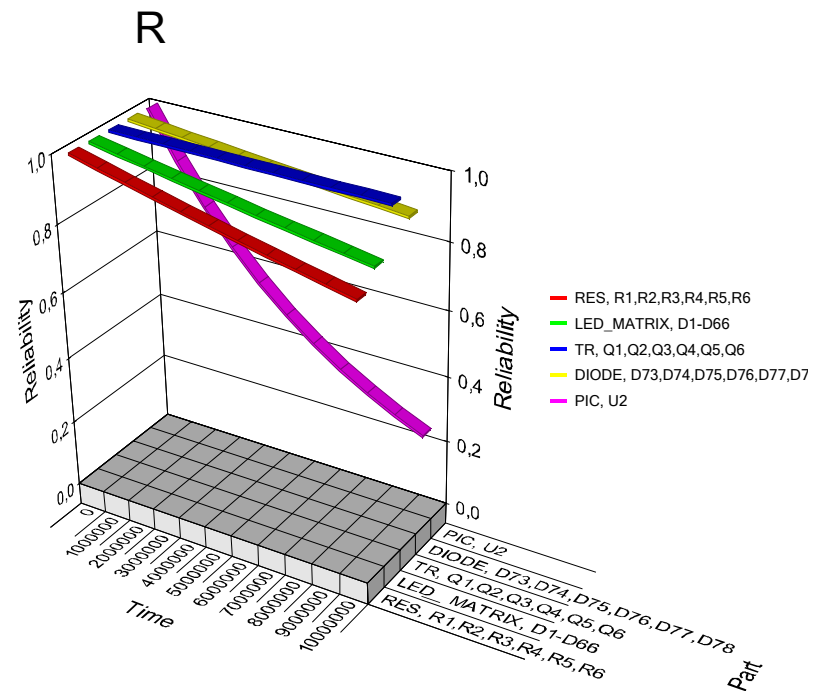 R
1,0
0,8
0,6
0,4
0,2
0,0
Reliability
1,0
0,8
0,6
0,4
0,2
0,0
Reliability
RES, R1,R2,R3,R4,R5,R6
LED_MATRIX, D1-D66
TR, Q1,Q2,Q3,Q4,Q5,Q6
DIODE, D73,D74,D75,D76,D77,D7
PIC, U2
0
1000000
2000000
3000000
4000000
5000000
6000000
7000000
8000000
9000000
10000000
Time
PIC, U2
DIODE, D73,D74,D75,D76,D77,D78
TR, Q1,Q2,Q3,Q4,Q5,Q6
LED_MATRIX, D1-D66
RES, R1,R2,R3,R4,R5,R6
Part